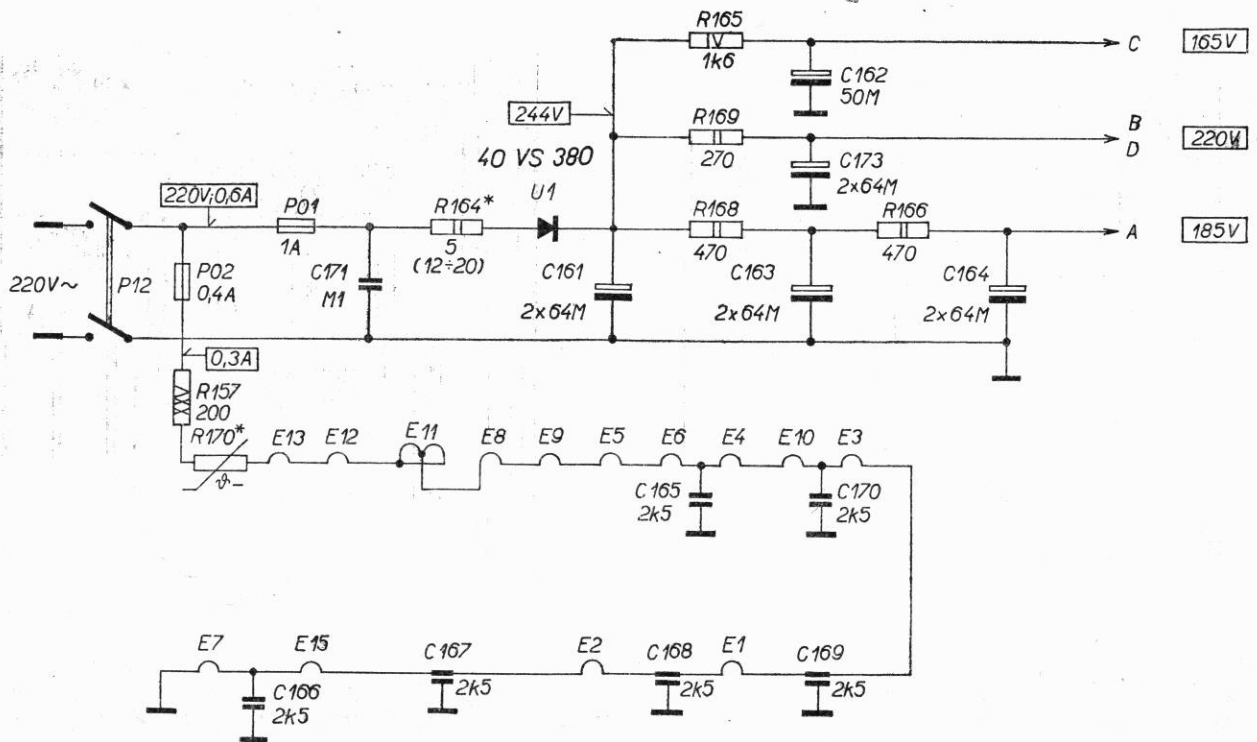 R165
1k6
C
165V
C162
50M
244V
R169
270
B
D
220V
C173
2x64M
40 VS 380
U1
220V;0,6A
P01
1A
R164*
5
(12÷20)
R168
470
R166
470
A
185V
220V~
P12
P02
0,4A
C171
M1
C161
2x64M
C163
2x64M
C164
2x64M
0,3A
R157
200
R170*
ϑ-
E13
E12
E11
E8
E9
E5
E6
E4
E10
E3
C165
2k5
C170
2k5
E7
E15
C167
2k5
E2
C168
2k5
E1
C169
2k5
C166
2k5